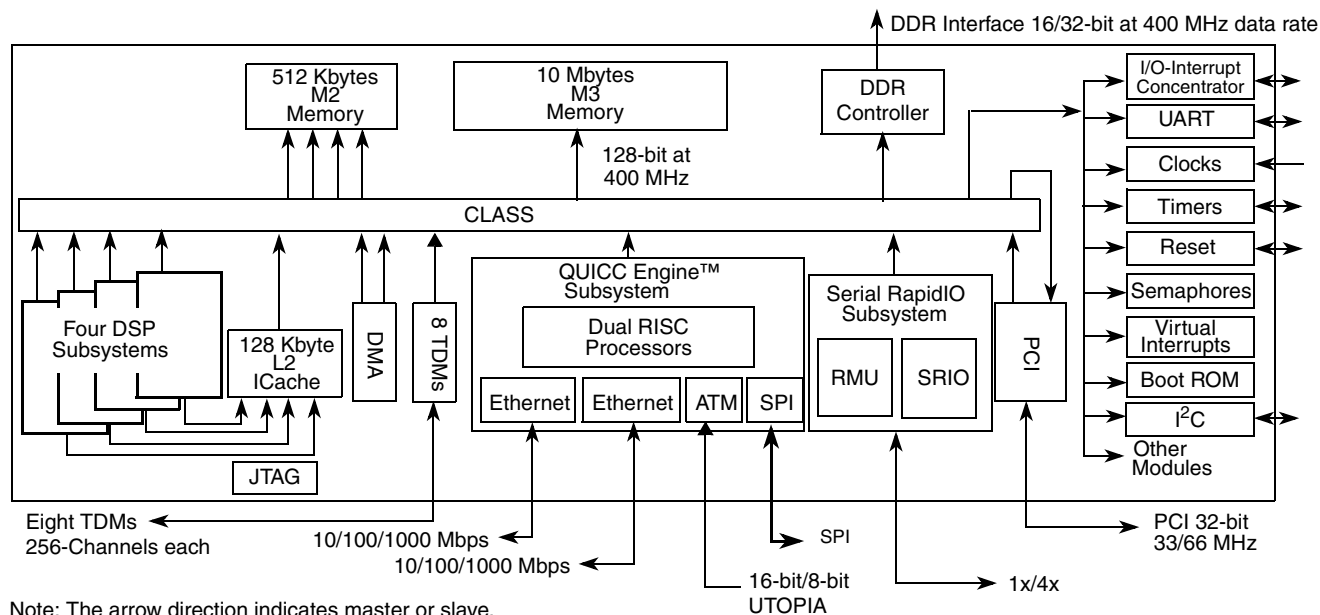 DDR Interface 16/32-bit at 400 MHz data rate
512 Kbytes
M2
Memory
10 Mbytes
M3
Memory
DDR
Controller
I/O-Interrupt
Concentrator
UART
Clocks
Timers
Reset
Semaphores
Virtual
Interrupts
Boot ROM
I²C
Other
Modules
128-bit at
400 MHz
CLASS
Four DSP
Subsystems
128 Kbyte
L2
ICache
DMA
8 TDMs
QUICC Engine™
Subsystem
Dual RISC
Processors
Ethernet
Ethernet
ATM
SPI
Serial RapidIO
Subsystem
RMU
SRIO
PCI
JTAG
Eight TDMs
256-Channels each
10/100/1000 Mbps
10/100/1000 Mbps
SPI
16-bit/8-bit
UTOPIA
1x/4x
PCI 32-bit
33/66 MHz
Note: The arrow direction indicates master or slave.